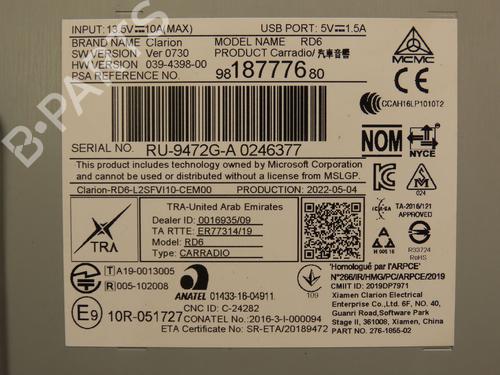 INPUT: 13.5V⎓10A(MAX) USB PORT: 5V⎓1.5A
BRAND NAME Clarion MODEL NAME RD6
SW VERSION Ver 0730 PRODUCT Carradio/汽車音響
HW VERSION 039-4398-00
PSA REFERENCE NO. 9818777680
MCMC
CE
CCAH16LP1010T2
SERIAL NO. RU-9472G-A 0246377
NOM NYCE
This product includes technology owned by Microsoft Corporation
and cannot be used or distributed without a license from MSLGP.
Clarion-RD6-L2SFVI10-CEM00 PRODUCTION: 2022-05-04
024
TRA
TRA-United Arab Emirates
Dealer ID: 0016935/09
TA RTTE: ER77314/19
Model: RD6
Type: CARRADIO
TA-2016/121
APPROVED
R33724
RoHS
T A19-0013005
R 005-102008
ANATEL 01433-16-04911
109
'Homologué par l'ARPCE'
N°266/IR/HMG/PC/ARPCE/2019
CMIIT ID: 2019DP7971
Xiamen Clarion Electrical
Enterprise Co.,Ltd. 6F, NO. 40,
Guanri Road,Software Park
Stage II, 361008, Xiamen, China
PART NO. 276-1855-02
E9 10R-051727
CNC ID: C-24282
CONATEL No. :2016-3-I-000094
ETA Certificate No.: SR-ETA/20189472
B-PARTS